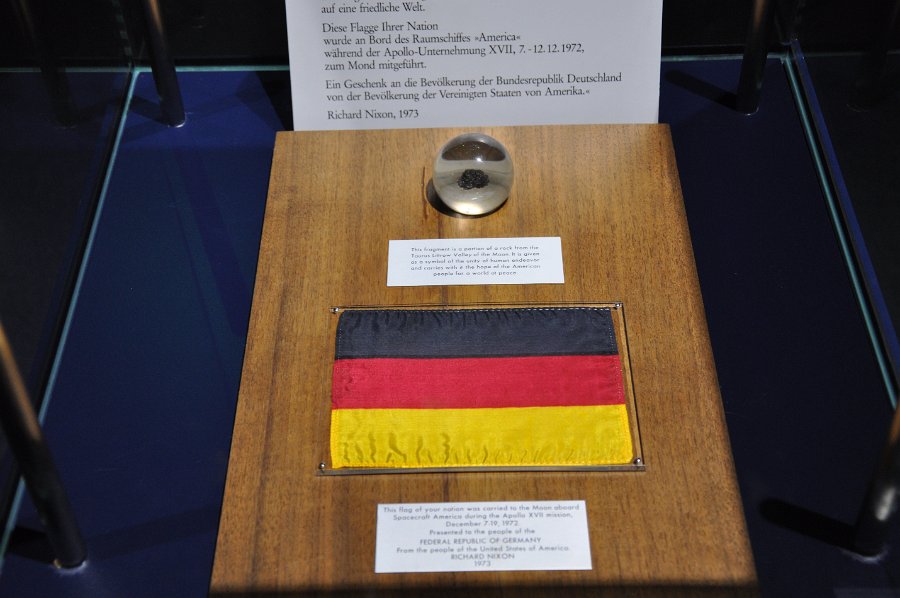 auf eine friedliche Welt.
Diese Flagge Ihrer Nation
wurde an Bord des Raumschiffes »America«
während der Apollo-Unternehmung XVII, 7. - 12. 12. 1972,
zum Mond mitgeführt.
Ein Geschenk an die Bevölkerung der Bundesrepublik Deutschland
von der Bevölkerung der Vereinigten Staaten von Amerika.«
Richard Nixon, 1973
This fragment is a portion of a rock from the
Taurus Littrow Valley of the Moon. It is given
as a symbol of the unity of human endeavor
and carries with it the hope of the American
people for a world at peace.
This flag of your nation was carried to the Moon aboard
Spacecraft America during the Apollo XVII mission,
December 7-19, 1972.
Presented to the people of the
FEDERAL REPUBLIC OF GERMANY
From the people of the United States of America.
RICHARD NIXON
1973